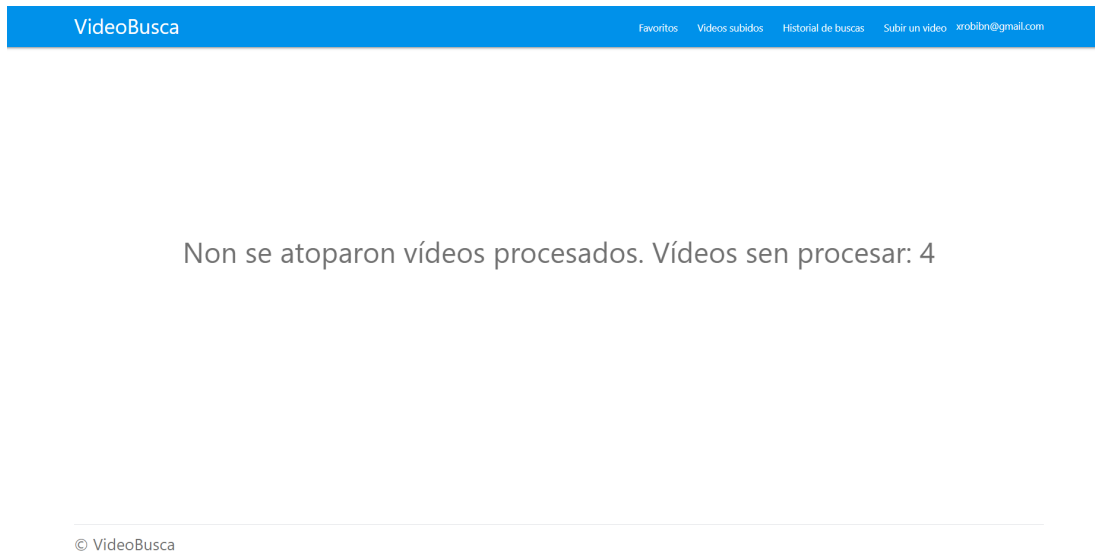 VideoBusca
Favoritos
Vídeos subidos
Historial de buscas
Subir un video
xrobibn@gmail.com
Non se atoparon vídeos procesados. Vídeos sen procesar: 4
© VideoBusca